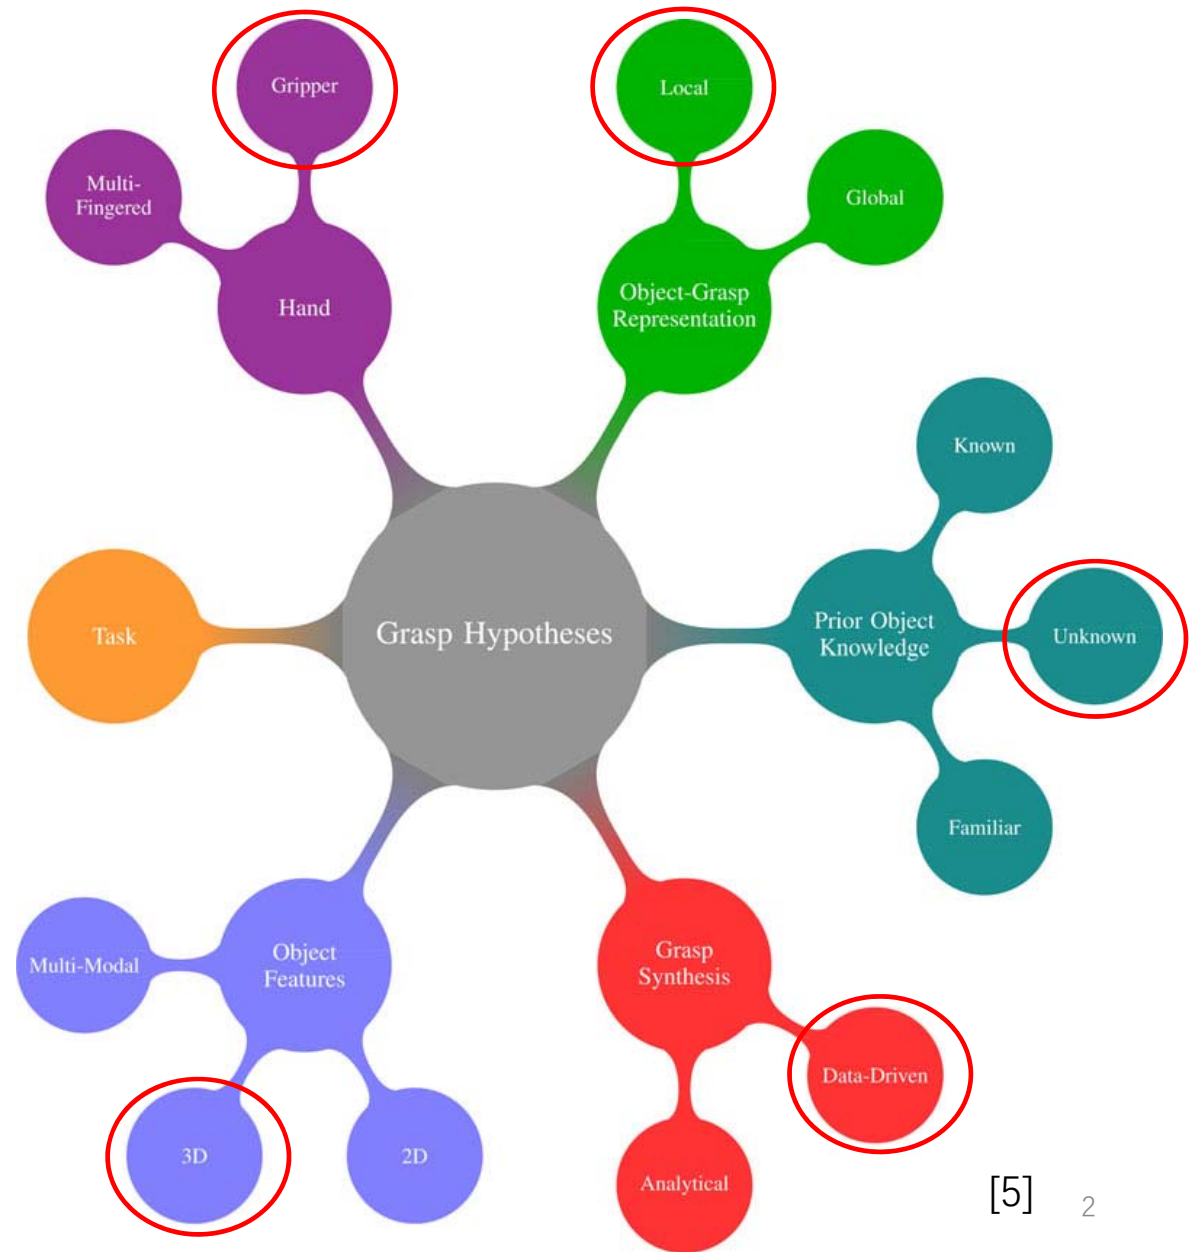 Gripper
Local
Multi-
Fingered
Global
Hand
Object-Grasp
Representation
Known
Task
Grasp Hypotheses
Prior Object
Knowledge
Unknown
Familiar
Multi-Modal
Object
Features
Grasp
Synthesis
Data-Driven
3D
2D
Analytical
[5]
2